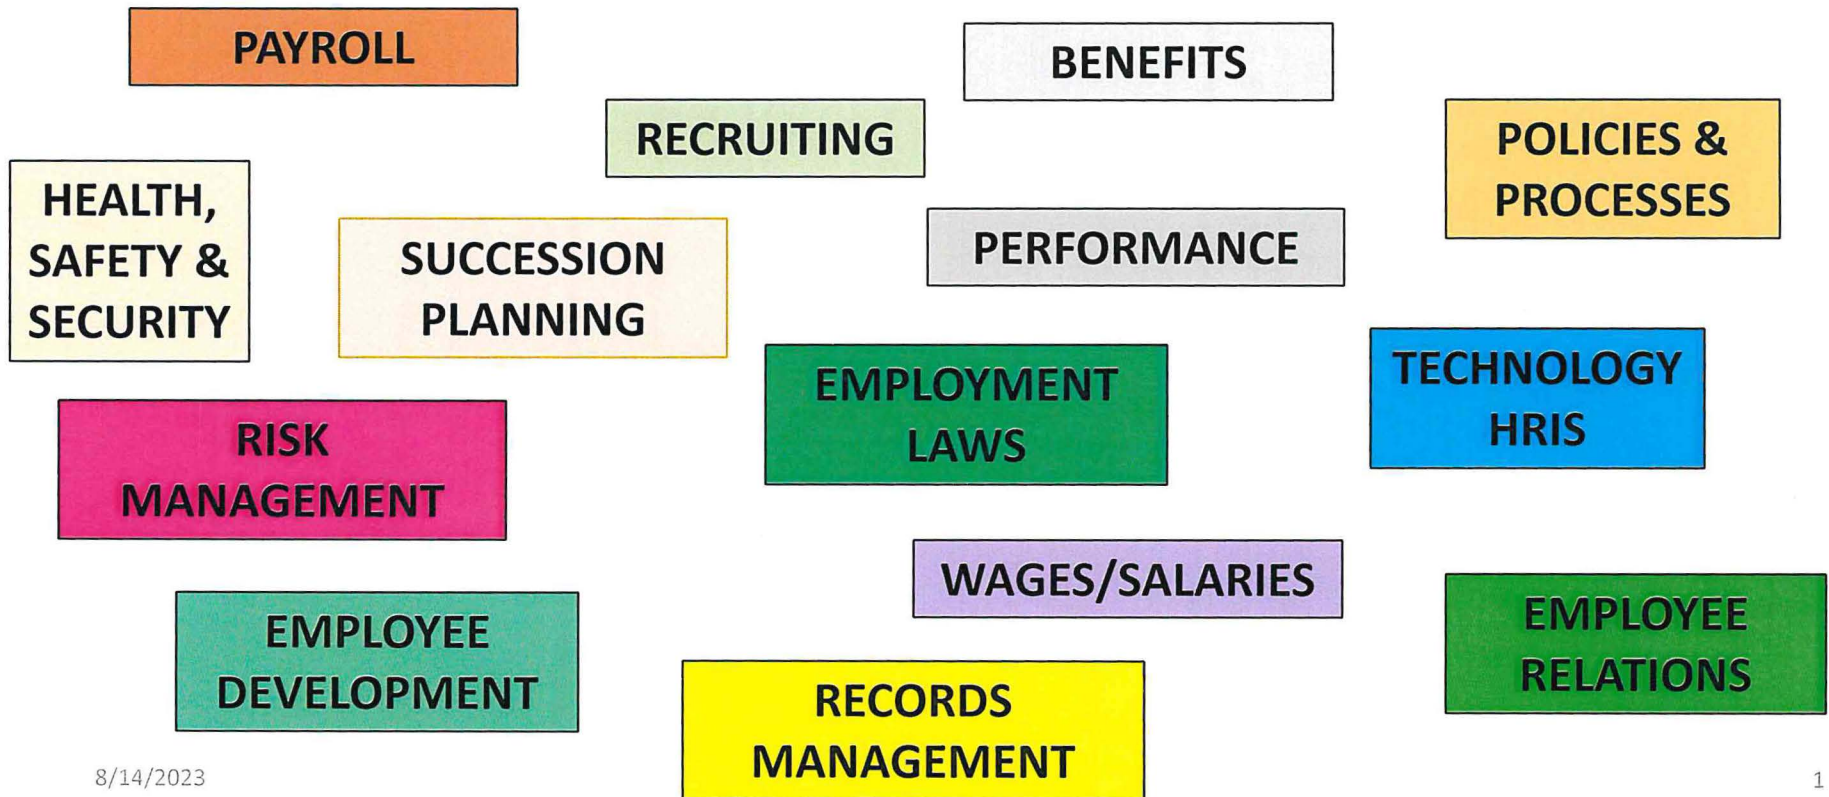 PAYROLL
BENEFITS
RECRUITING
POLICIES &
PROCESSES
HEALTH,
SAFETY &
SECURITY
SUCCESSION
PLANNING
PERFORMANCE
EMPLOYMENT
LAWS
TECHNOLOGY
HRIS
RISK
MANAGEMENT
WAGES/SALARIES
EMPLOYEE
DEVELOPMENT
EMPLOYEE
RELATIONS
RECORDS
MANAGEMENT
8/14/2023
1